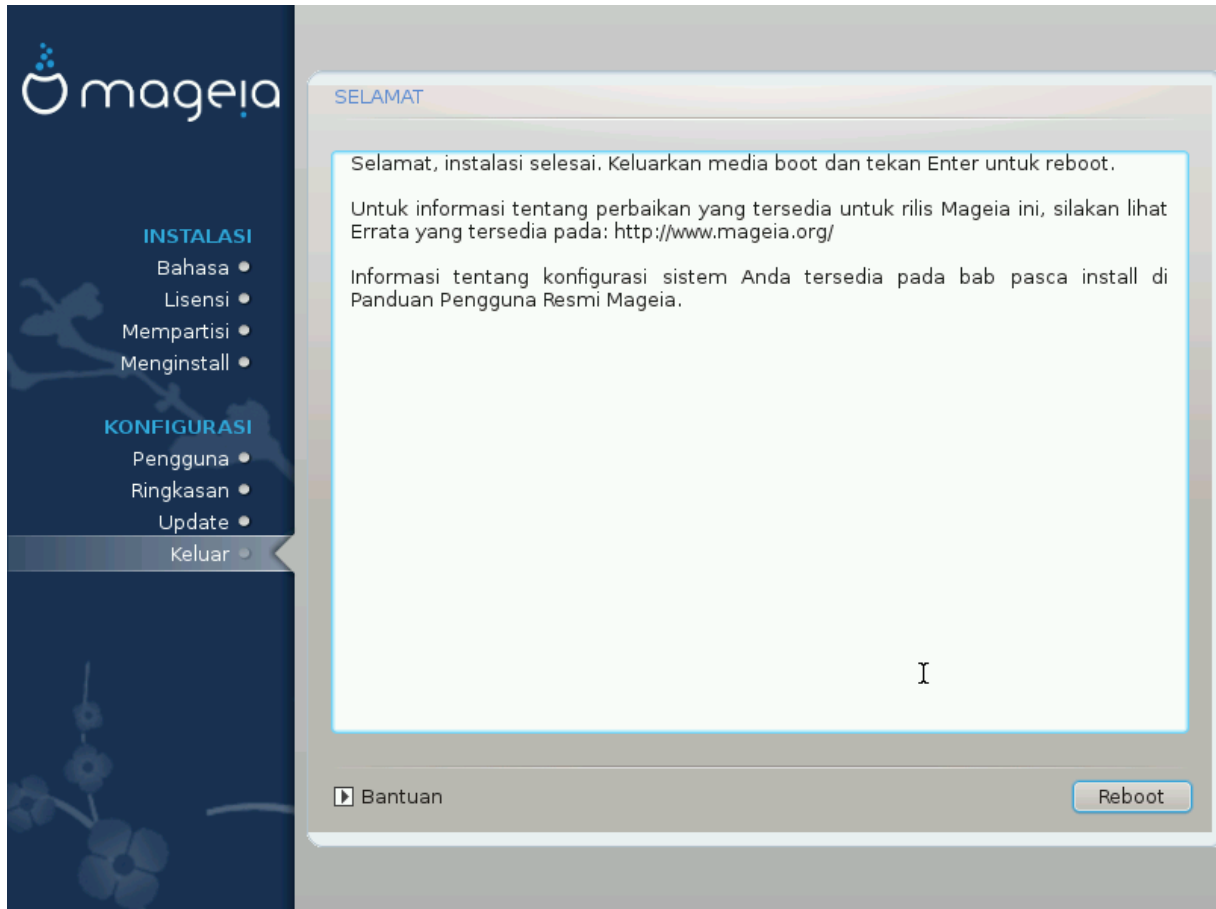 mageia
INSTALASI
Bahasa
Lisensi
Mempartisi
Menginstall
KONFIGURASI
Pengguna
Ringkasan
Update
Keluar
SELAMAT
Selamat, instalasi selesai. Keluarkan media boot dan tekan Enter untuk reboot.
Untuk informasi tentang perbaikan yang tersedia untuk rilis Mageia ini, silakan lihat
Errata yang tersedia pada: http://www.mageia.org/
Informasi tentang konfigurasi sistem Anda tersedia pada bab pasca install di
Panduan Pengguna Resmi Mageia.
Bantuan
Reboot